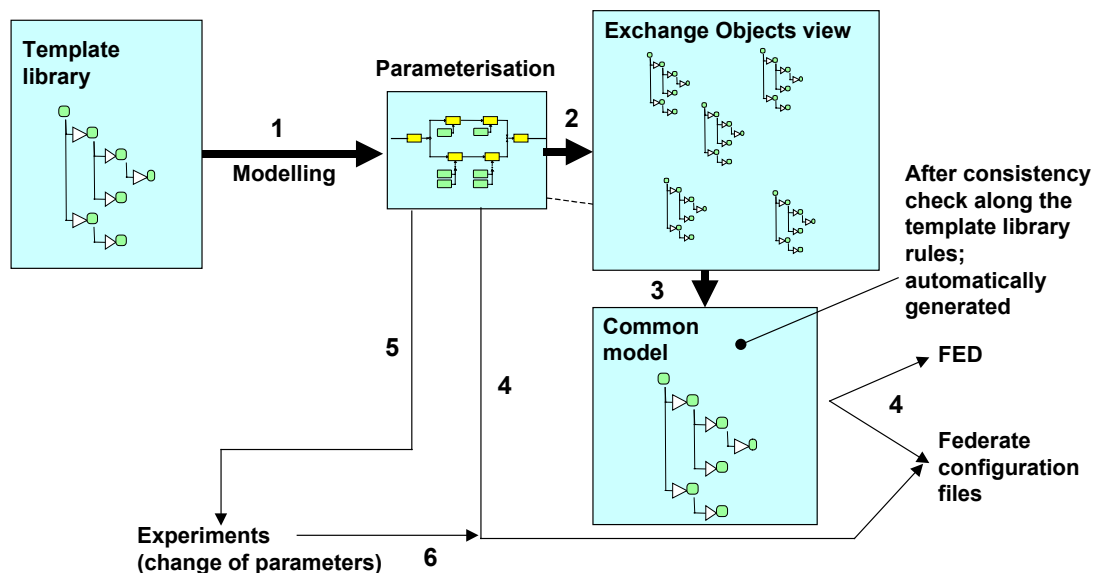 Template
library
1
Modelling
Parameterisation
2
Exchange Objects view
After consistency
check along the
template library
rules;
automatically
generated
3
Common
model
5
4
FED
4
Federate
configuration
files
Experiments
(change of parameters)
6